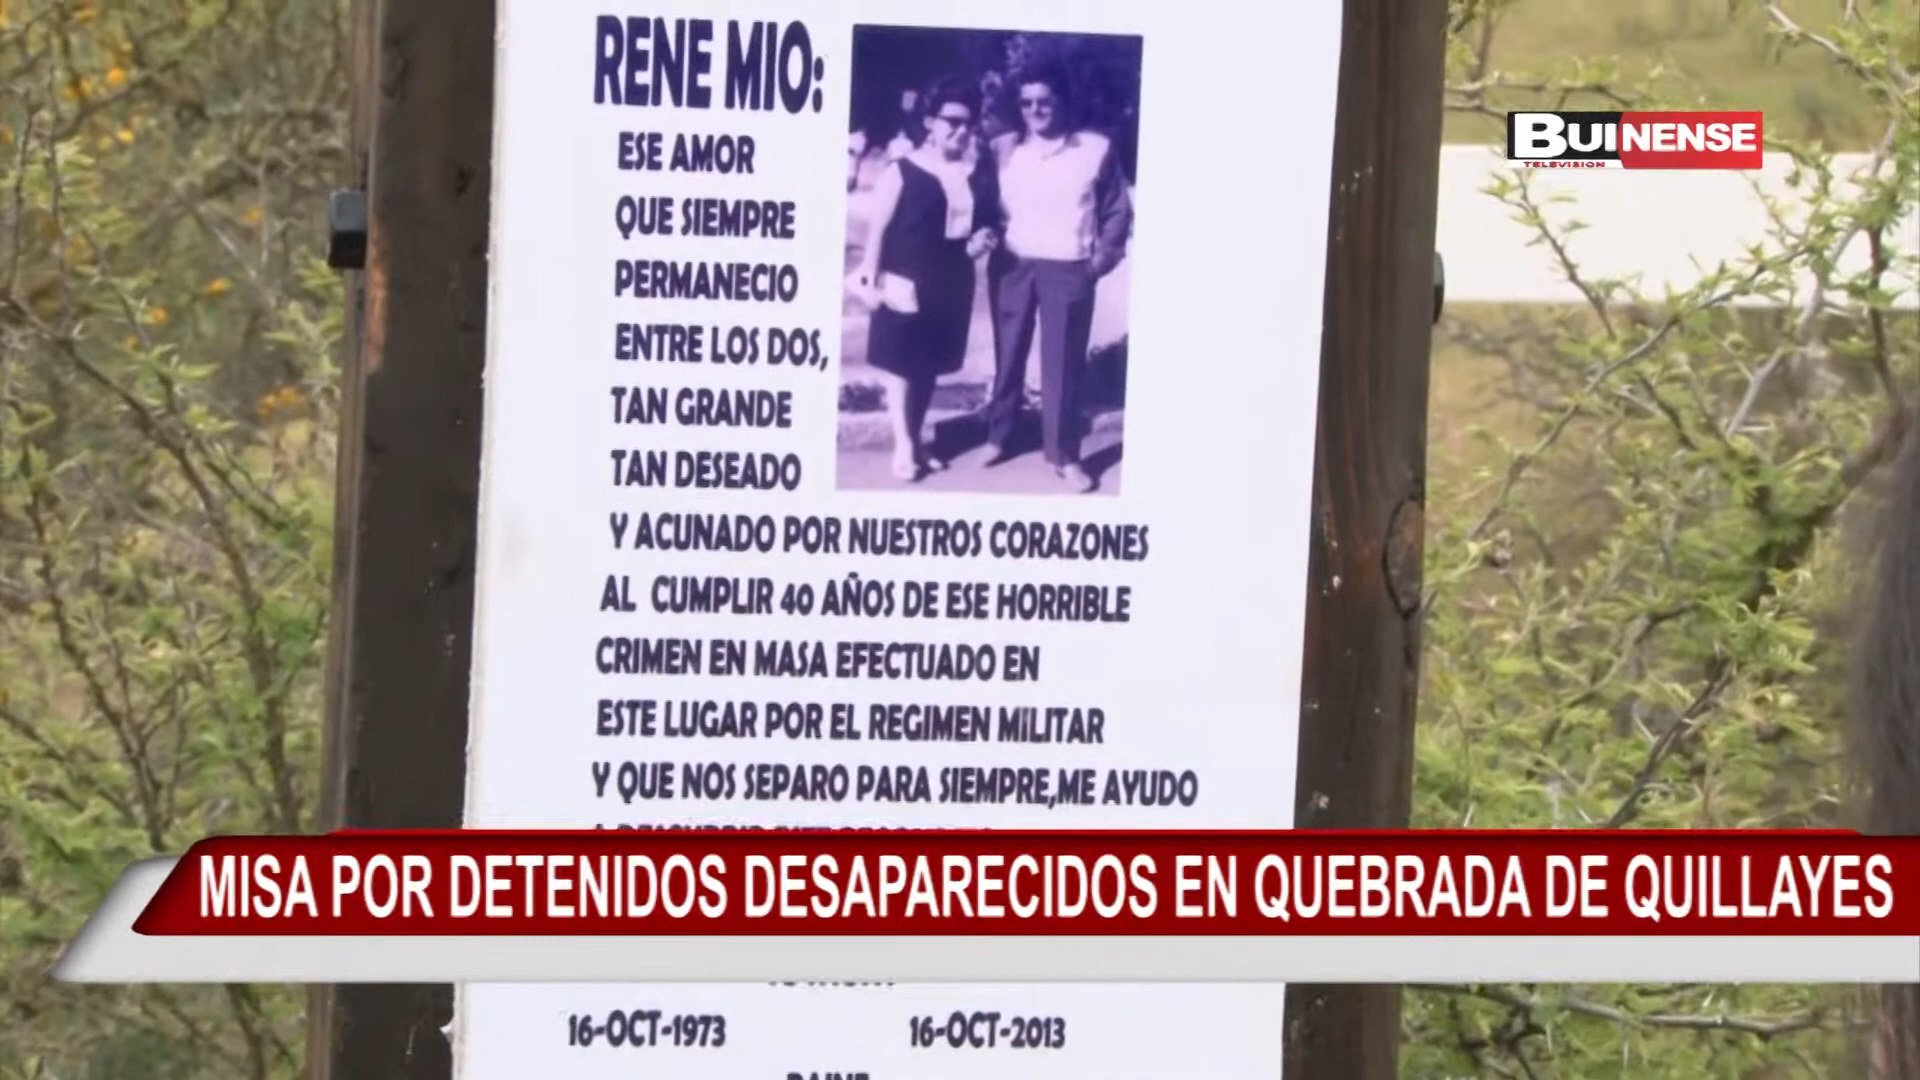 RENE MIO:
ESE AMOR
QUE SIEMPRE
PERMANECIO
ENTRE LOS DOS,
TAN GRANDE
TAN DESEADO
Y ACUNADO POR NUESTROS CORAZONES
AL CUMPLIR 40 AÑOS DE ESE HORRIBLE
CRIMEN EN MASA EFECTUADO EN
ESTE LUGAR POR EL REGIMEN MILITAR
Y QUE NOS SEPARO PARA SIEMPRE,ME AYUDO
16-OCT-1973 16-OCT-2013
BUINENSE
TELEVISION
MISA POR DETENIDOS DESAPARECIDOS EN QUEBRADA DE QUILLAYES